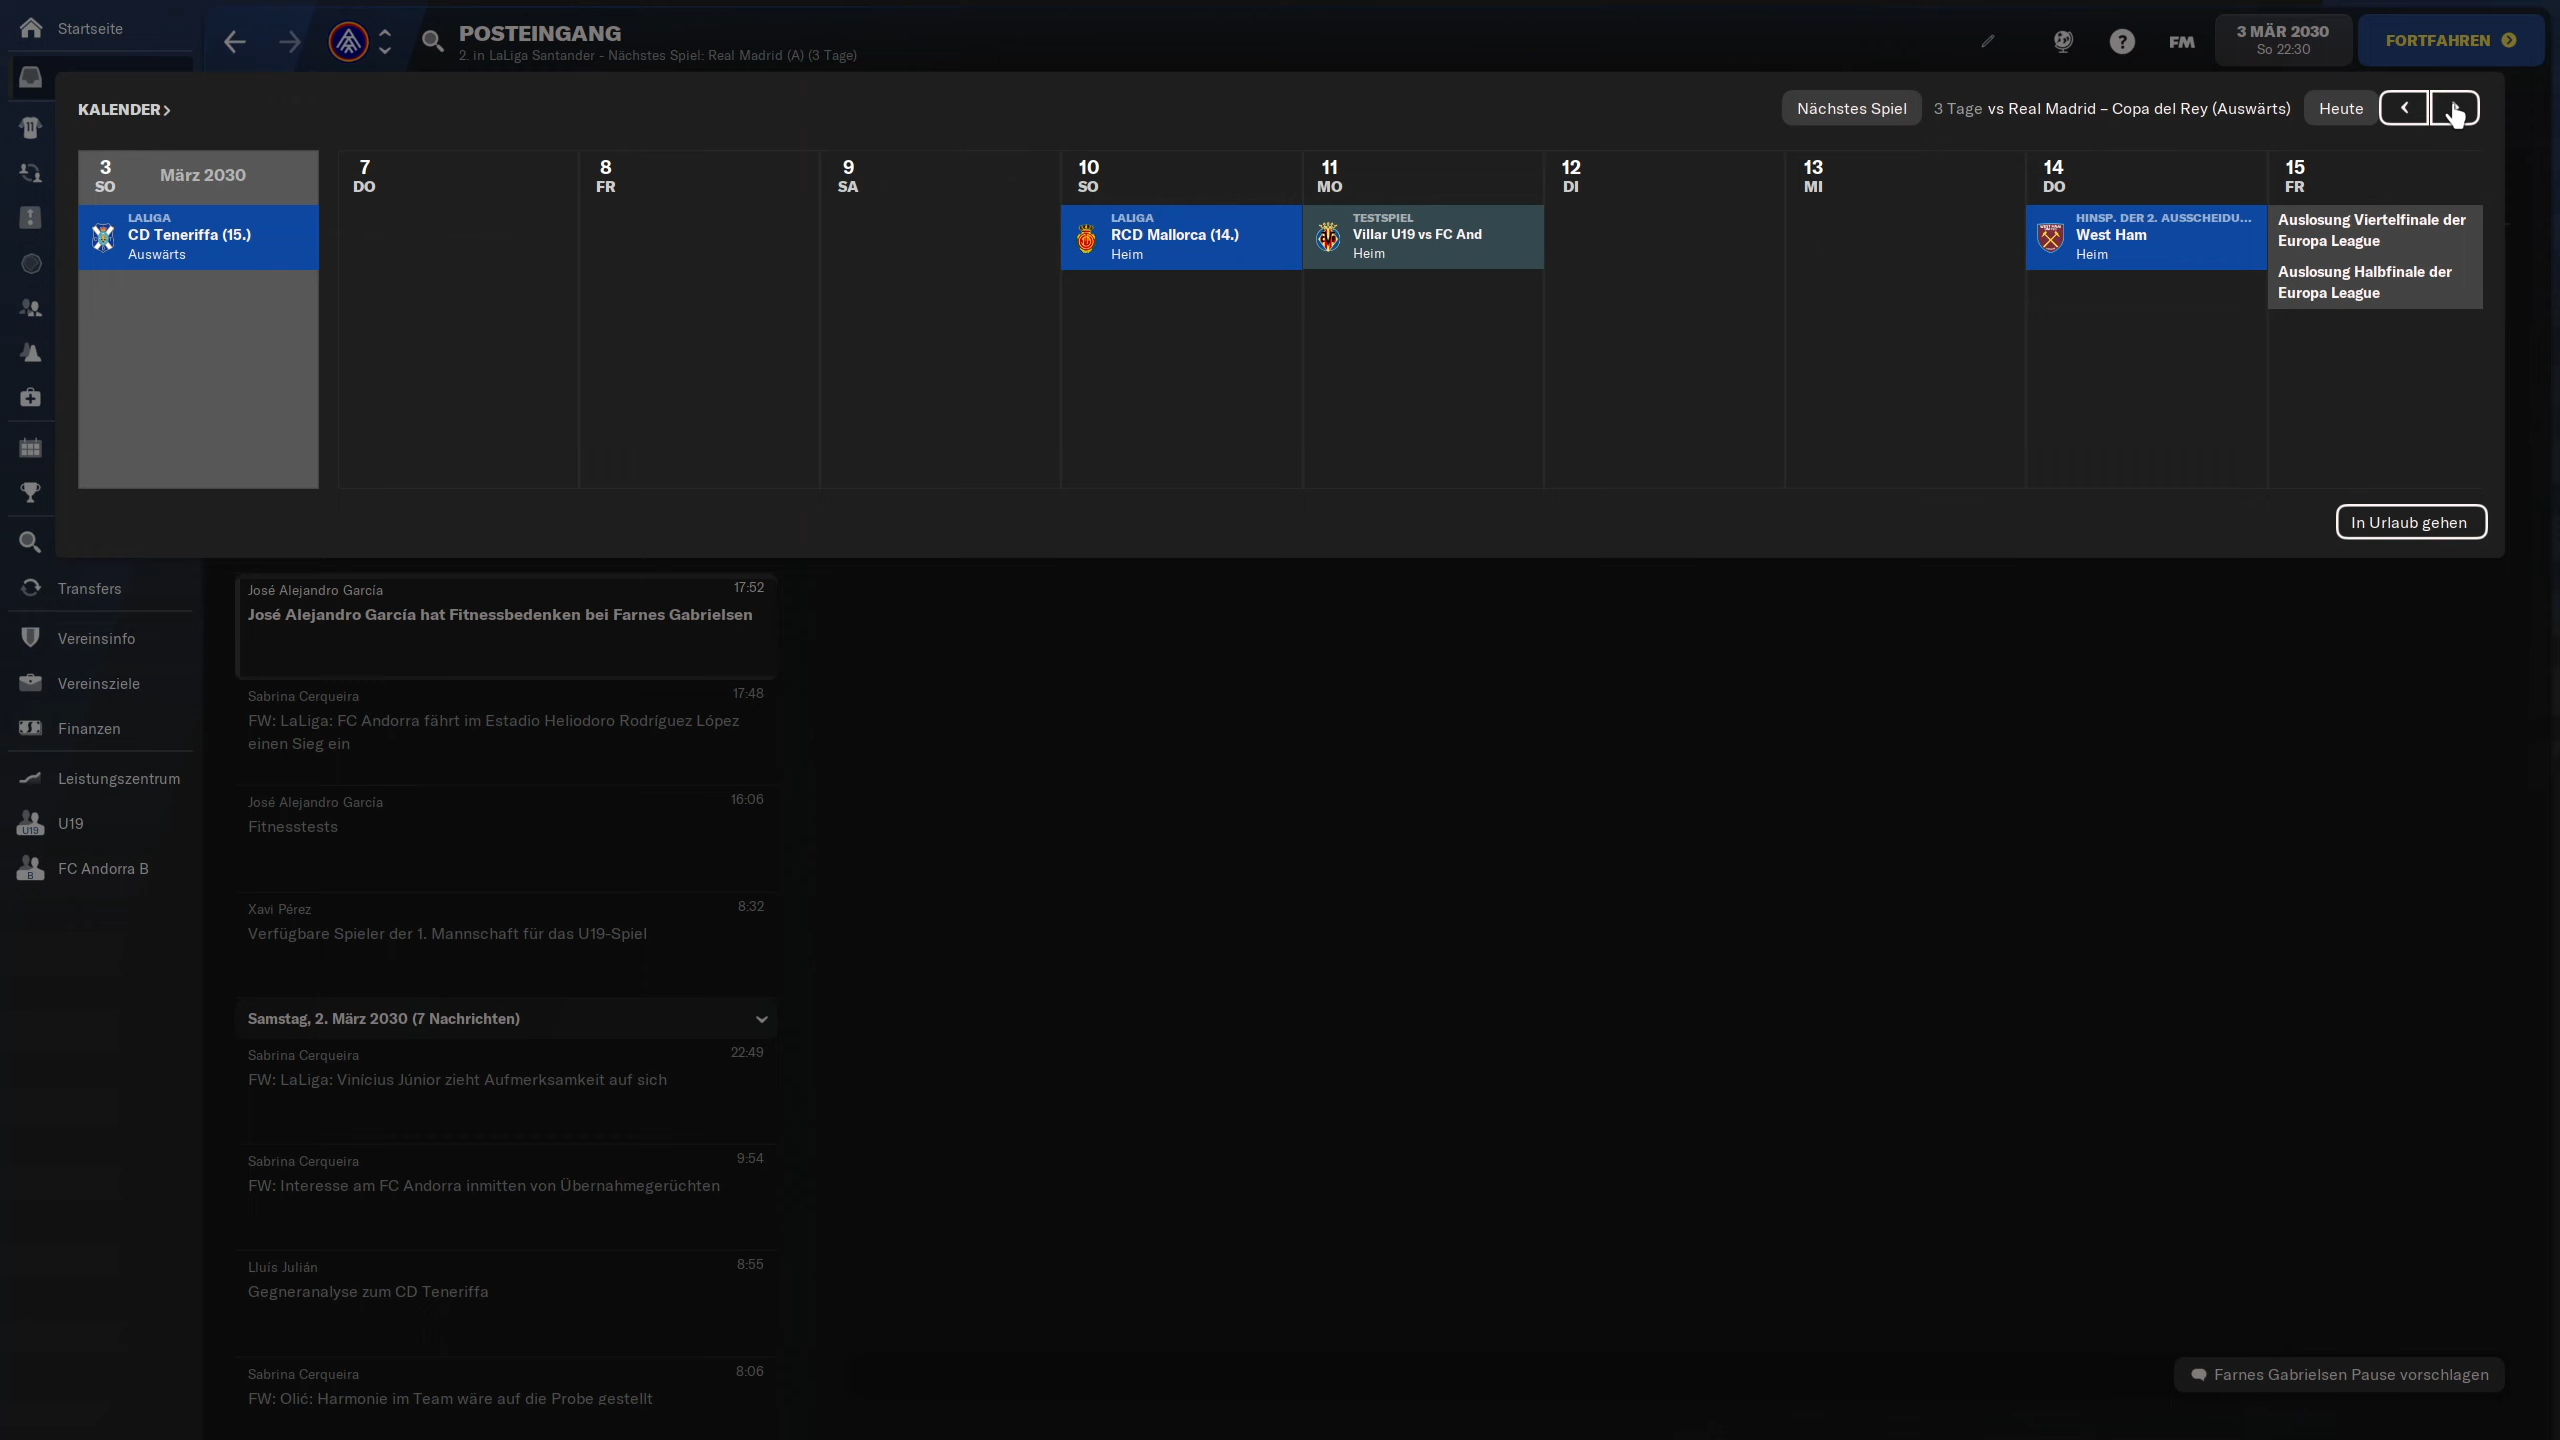 Startseite
POSTEINGANG
2. in LaLiga Santander - Nächstes Spiel: Real Madrid (A) (3 Tage)
FM
3 MÄR 2030
So 22:30
FORTFAHREN
KALENDER
Nächstes Spiel
3 Tage vs Real Madrid – Copa del Rey (Auswärts)
Heute
3
SO
März 2030
7
DO
8
FR
9
SA
10
SO
11
MO
12
DI
13
MI
14
DO
15
FR
LALIGA
CD Teneriffa (15.)
Auswärts
LALIGA
RCD Mallorca (14.)
Heim
TESTSPIEL
Villar U19 vs FC And
Heim
HINSP. DER 2. AUSSCHEIDU...
West Ham
Heim
Auslosung Viertelfinale der
Europa League
Auslosung Halbfinale der
Europa League
In Urlaub gehen
Transfers
Vereinsinfo
Vereinsziele
Finanzen
Leistungszentrum
U19
U19
B
FC Andorra B
José Alejandro García
17:52
José Alejandro García hat Fitnessbedenken bei Farnes Gabrielsen
Sabrina Cerqueira
17:48
FW: LaLiga: FC Andorra fährt im Estadio Heliodoro Rodríguez López
einen Sieg ein
José Alejandro García
16:06
Fitnesstests
Xavi Pérez
8:32
Verfügbare Spieler der 1. Mannschaft für das U19-Spiel
Samstag, 2. März 2030 (7 Nachrichten)
Sabrina Cerqueira
22:49
FW: LaLiga: Vinícius Júnior zieht Aufmerksamkeit auf sich
Sabrina Cerqueira
9:54
FW: Interesse am FC Andorra inmitten von Übernahmegerüchten
Lluís Julián
8:55
Gegneranalyse zum CD Teneriffa
Sabrina Cerqueira
8:06
FW: Olić: Harmonie im Team wäre auf die Probe gestellt
Farnes Gabrielsen Pause vorschlagen